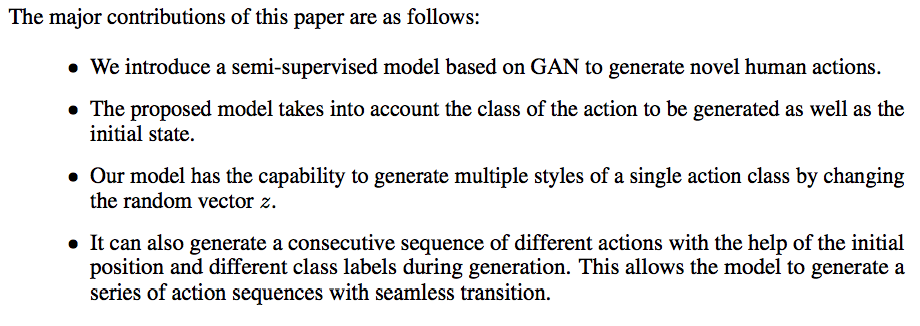 The major contributions of this paper are as follows:
• We introduce a semi-supervised model based on GAN to generate novel human actions.
• The proposed model takes into account the class of the action to be generated as well as the
initial state.
• Our model has the capability to generate multiple styles of a single action class by changing
the random vector z.
• It can also generate a consecutive sequence of different actions with the help of the initial
position and different class labels during generation. This allows the model to generate a
series of action sequences with seamless transition.